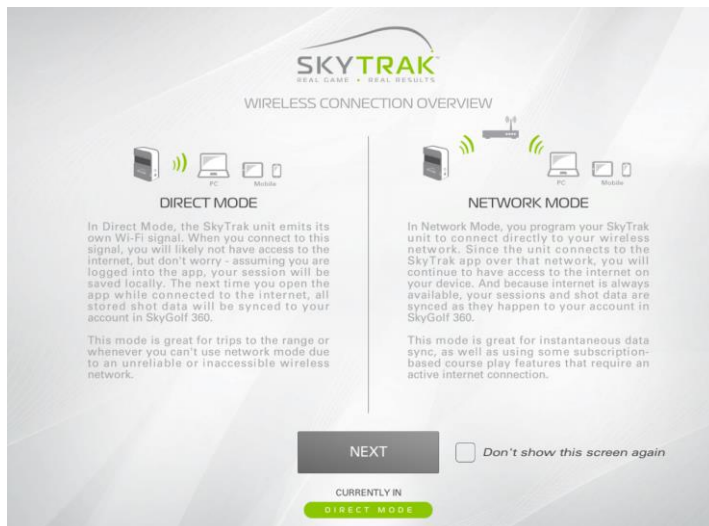 SKYTRAK
REAL GAME • REAL RESULTS
WIRELESS CONNECTION OVERVIEW
PC
Mobile
DIRECT MODE
In Direct Mode, the SkyTrak unit emits its
own Wi-Fi signal. When you connect to this
signal, you will likely not have access to the
internet, but don't worry - assuming you are
logged into the app, your session will be
saved locally. The next time you open the
app while connected to the internet, all
stored shot data will be synced to your
account in SkyGolf 360.
This mode is great for trips to the range or
whenever you can't use network mode due
to an unreliable or inaccessible wireless
network.
PC
Mobile
NETWORK MODE
In Network Mode, you program your SkyTrak
unit to connect directly to your wireless
network. Since the unit connects to the
SkyTrak app over that network, you will
continue to have access to the internet on
your device. And because internet is always
available, your sessions and shot data are
synced as they happen to your account in
SkyGolf 360.
This mode is great for instantaneous data
sync, as well as using some subscription-
based course play features that require an
active internet connection.
NEXT
Don't show this screen again
CURRENTLY IN
DIRECT MODE